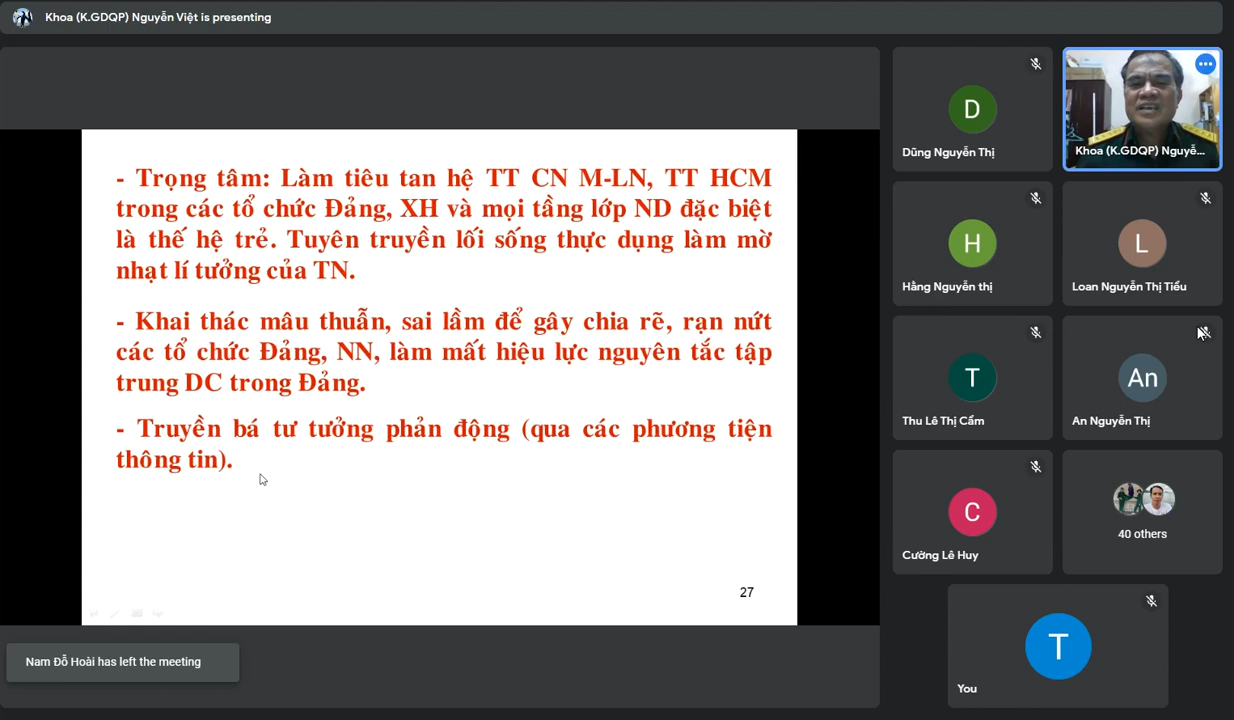 Khoa (K.GDQP) Nguyễn Việt is presenting
- Trọng tâm: Làm tiêu tan hệ TT CN M-LN, TT HCM
trong các tổ chức Đảng, XH và mọi tầng lớp ND đặc biệt
là thế hệ trẻ. Tuyên truyền lối sống thực dụng làm mờ
nhạt lí tưởng của TN.
- Khai thác mâu thuẫn, sai lầm để gây chia rẽ, rạn nứt
các tổ chức Đảng, NN, làm mất hiệu lực nguyên tắc tập
trung DC trong Đảng.
- Truyền bá tư tưởng phản động (qua các phương tiện
thông tin).
27
Nam Đỗ Hoài has left the meeting
D
Dũng Nguyễn Thị
Khoa (K.GDQP) Nguyễ...
H
Hằng Nguyễn thị
L
Loan Nguyễn Thị Tiểu
T
Thu Lê Thị Cẩm
An
An Nguyễn Thị
C
Cường Lê Huy
40 others
T
You